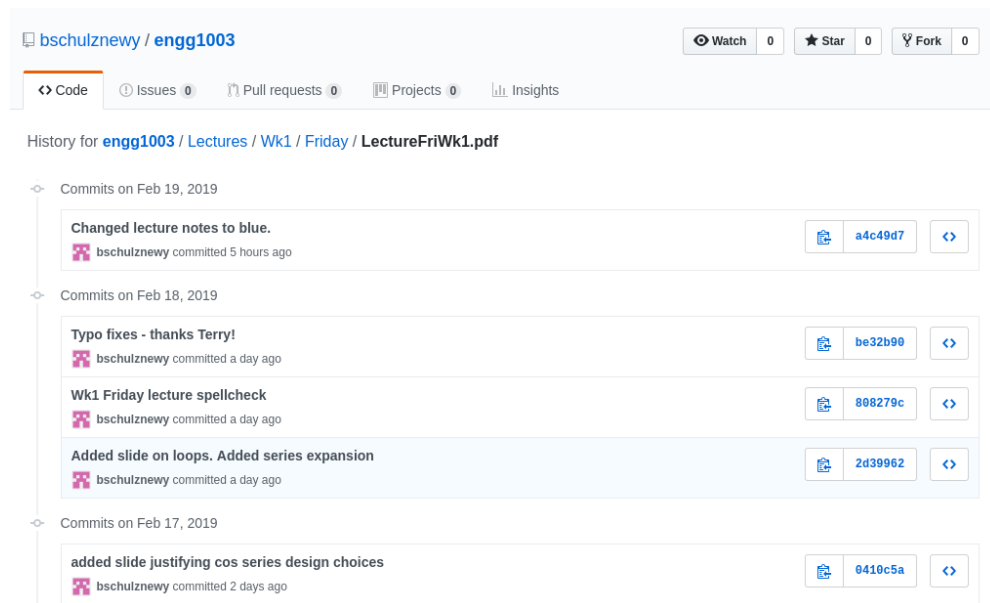 bschulznewy / engg1003
Watch 0 Star 0 Fork 0
Code Issues 0 Pull requests 0 Projects 0 Insights
History for engg1003 / Lectures / Wk1 / Friday / LectureFriWk1.pdf
Commits on Feb 19, 2019
Changed lecture notes to blue.
bschulznewy committed 5 hours ago
a4c49d7
Commits on Feb 18, 2019
Typo fixes - thanks Terry!
bschulznewy committed a day ago
be32b90
Wk1 Friday lecture spellcheck
bschulznewy committed a day ago
808279c
Added slide on loops. Added series expansion
bschulznewy committed a day ago
2d39962
Commits on Feb 17, 2019
added slide justifying cos series design choices
bschulznewy committed 2 days ago
0410c5a